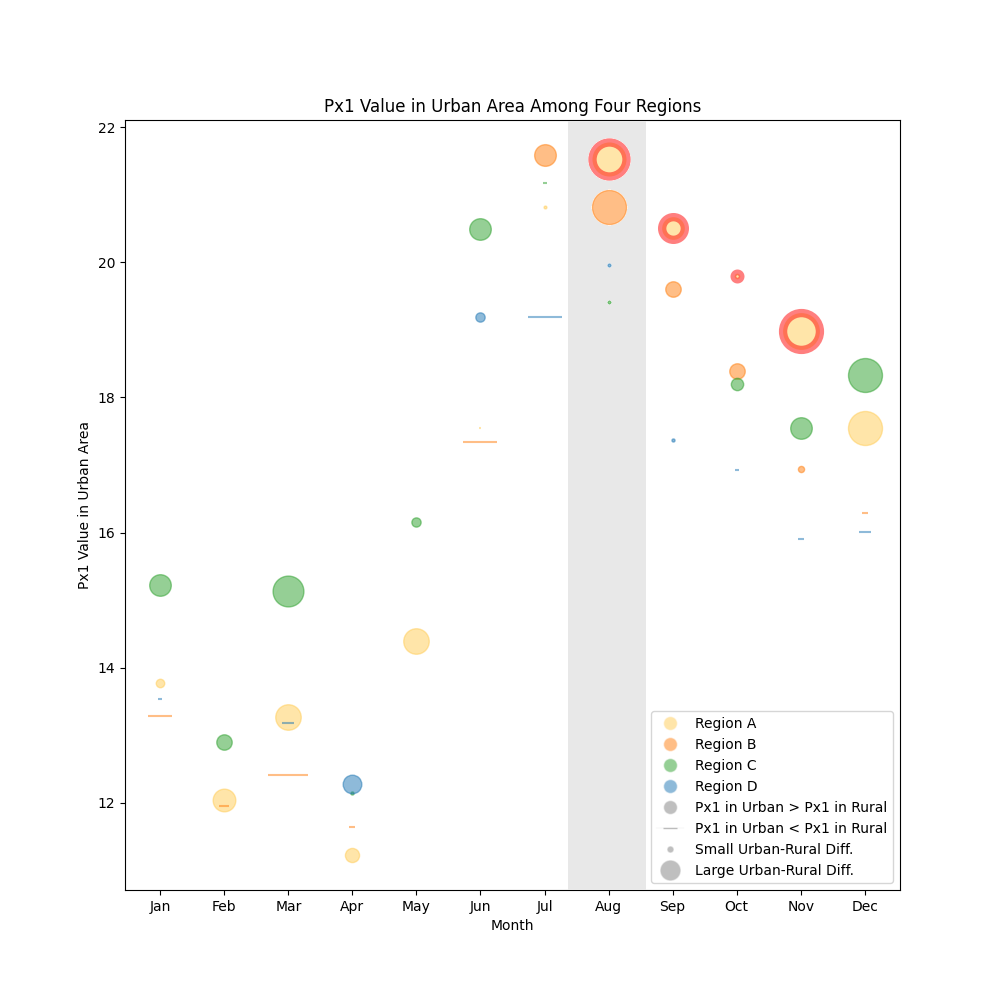 Px1 Value in Urban Area Among Four Regions
22
20
18
16
14
12
Px1 Value in Urban Area
Jan Feb Mar Apr May Jun Jul Aug Sep Oct Nov Dec
Month
Region A
Region B
Region C
Region D
Px1 in Urban > Px1 in Rural
Px1 in Urban < Px1 in Rural
Small Urban-Rural Diff.
Large Urban-Rural Diff.